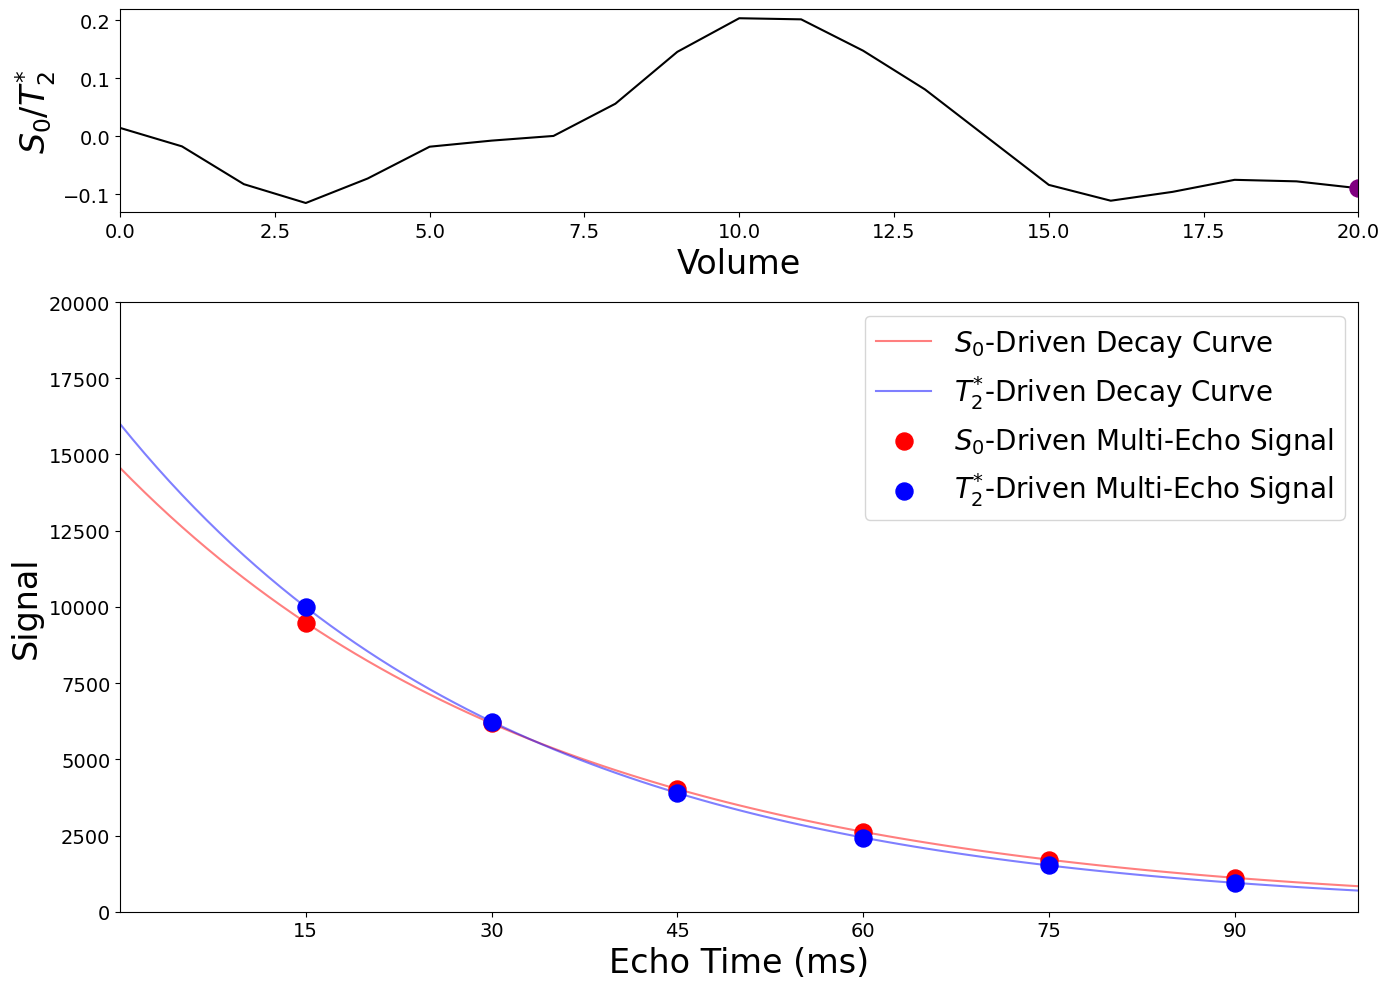 S₀/T₂*
0.2
0.1
0.0
−0.1
0.0 2.5 5.0 7.5 10.0 12.5 15.0 17.5 20.0
Volume
Signal
20000
17500
15000
12500
10000
7500
5000
2500
0
S₀-Driven Decay Curve
T₂*-Driven Decay Curve
S₀-Driven Multi-Echo Signal
T₂*-Driven Multi-Echo Signal
15 30 45 60 75 90
Echo Time (ms)